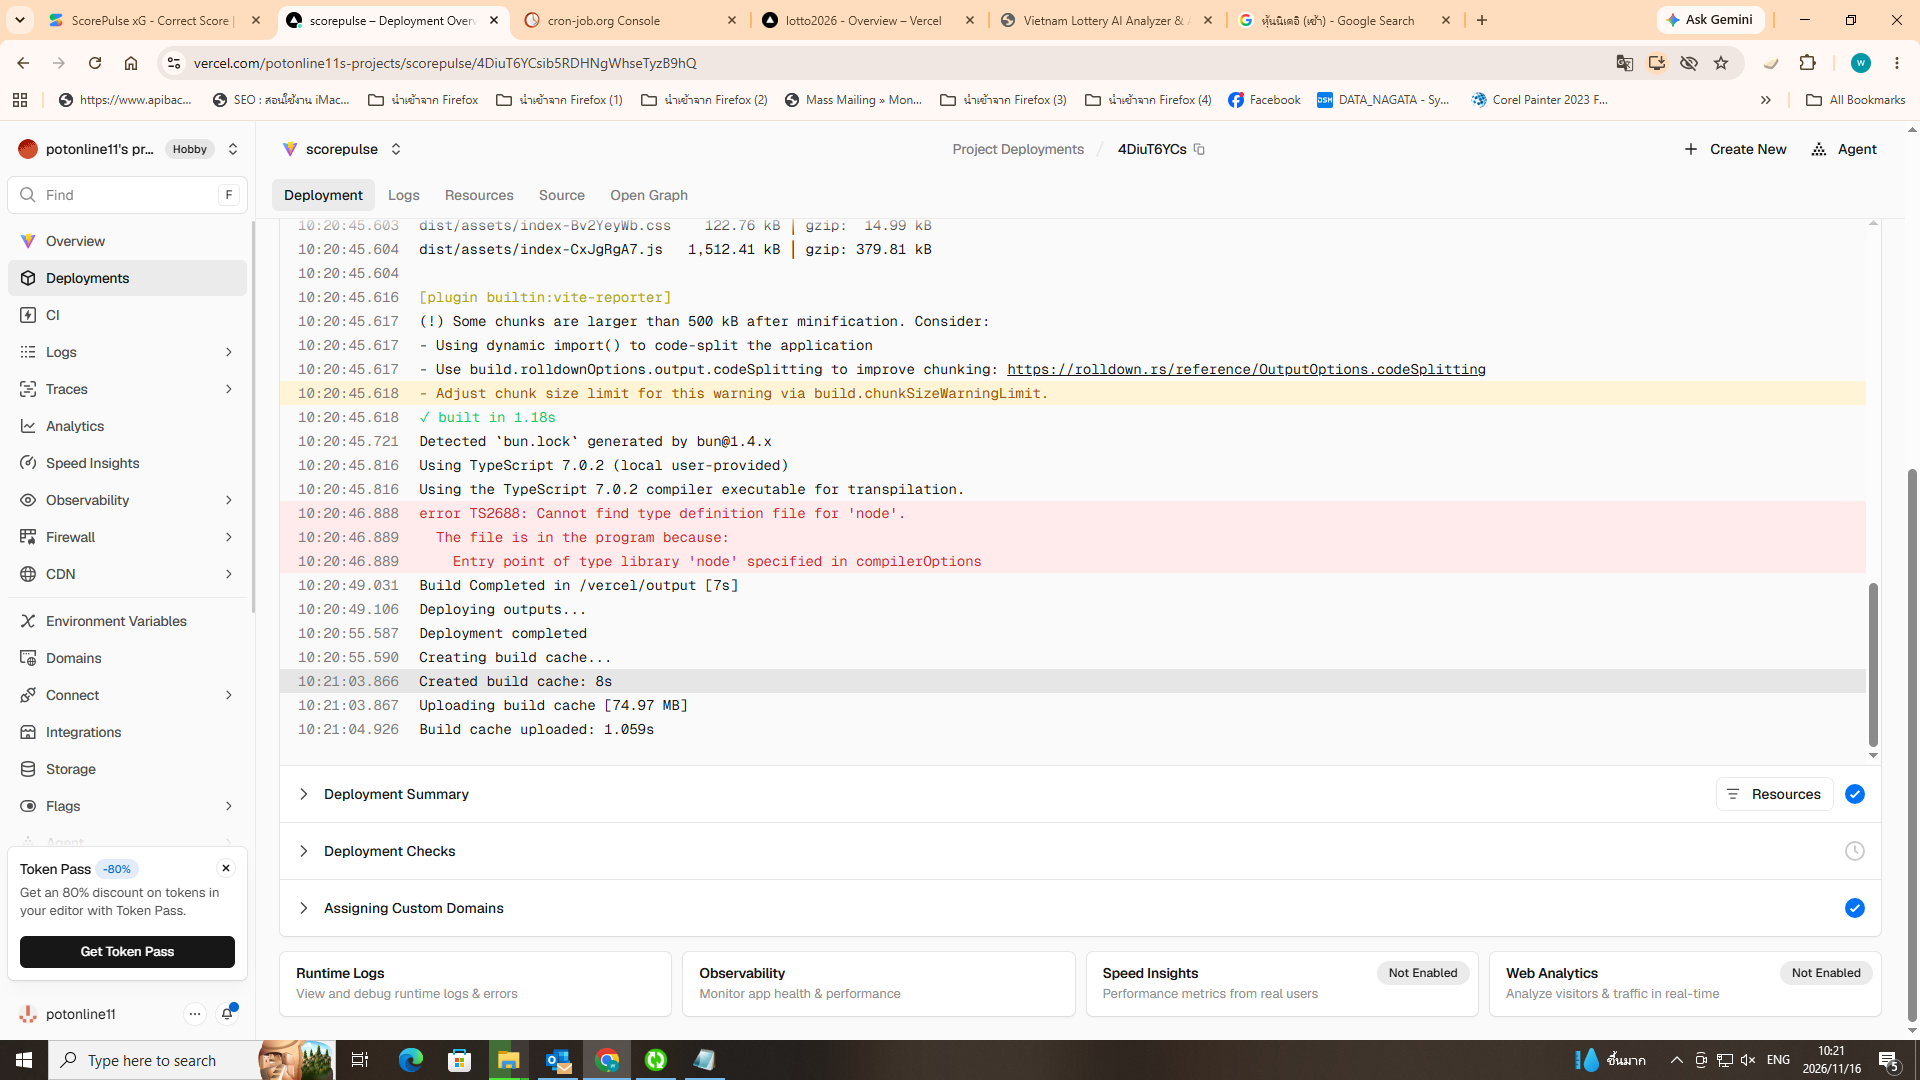 ScorePulse xG - Correct Score |
scorepulse – Deployment Over
cron-job.org Console
lotto2026 - Overview – Vercel
Vietnam Lottery AI Analyzer &
หุ้นนิเคอิ (เช้า) - Google Search
Ask Gemini
vercel.com/potonline11s-projects/scorepulse/4DiuT6YCsib5RDHNgWhseTyzB9hQ
W
https://www.apibac...
SEO : สอนใช้งาน iMac...
นำเข้าจาก Firefox
นำเข้าจาก Firefox (1)
นำเข้าจาก Firefox (2)
Mass Mailing » Mon...
นำเข้าจาก Firefox (3)
นำเข้าจาก Firefox (4)
Facebook
DSM DATA_NAGATA - Sy...
Corel Painter 2023 F...
All Bookmarks
potonline11's pr...
Hobby
scorepulse
Project Deployments / 4DiuT6YCs
Create New
Agent
Find
F
Deployment
Logs
Resources
Source
Open Graph
Overview
Deployments
CI
Logs
Traces
Analytics
Speed Insights
Observability
Firewall
CDN
Environment Variables
Domains
Connect
Integrations
Storage
Flags
Agent
Token Pass -80%
Get an 80% discount on tokens in
your editor with Token Pass.
Get Token Pass
potonline11
10:20:45.603 dist/assets/index-Bv2YeyWb.css 122.76 kB │ gzip: 14.99 kB
10:20:45.604 dist/assets/index-CxJgRgA7.js 1,512.41 kB │ gzip: 379.81 kB
10:20:45.604
10:20:45.616 [plugin builtin:vite-reporter]
10:20:45.617 (!) Some chunks are larger than 500 kB after minification. Consider:
10:20:45.617 - Using dynamic import() to code-split the application
10:20:45.617 - Use build.rolldownOptions.output.codeSplitting to improve chunking: https://rolldown.rs/reference/OutputOptions.codeSplitting
10:20:45.618 - Adjust chunk size limit for this warning via build.chunkSizeWarningLimit.
10:20:45.618 ✓ built in 1.18s
10:20:45.721 Detected `bun.lock` generated by bun@1.4.x
10:20:45.816 Using TypeScript 7.0.2 (local user-provided)
10:20:45.816 Using the TypeScript 7.0.2 compiler executable for transpilation.
10:20:46.888 error TS2688: Cannot find type definition file for 'node'.
10:20:46.889 The file is in the program because:
10:20:46.889 Entry point of type library 'node' specified in compilerOptions
10:20:49.031 Build Completed in /vercel/output [7s]
10:20:49.106 Deploying outputs...
10:20:55.587 Deployment completed
10:20:55.590 Creating build cache...
10:21:03.866 Created build cache: 8s
10:21:03.867 Uploading build cache [74.97 MB]
10:21:04.926 Build cache uploaded: 1.059s
Deployment Summary
Resources
Deployment Checks
Assigning Custom Domains
Runtime Logs
View and debug runtime logs & errors
Observability
Monitor app health & performance
Speed Insights
Not Enabled
Performance metrics from real users
Web Analytics
Not Enabled
Analyze visitors & traffic in real-time
Type here to search
ขึ้นมาก
ENG
10:21
2026/11/16
5